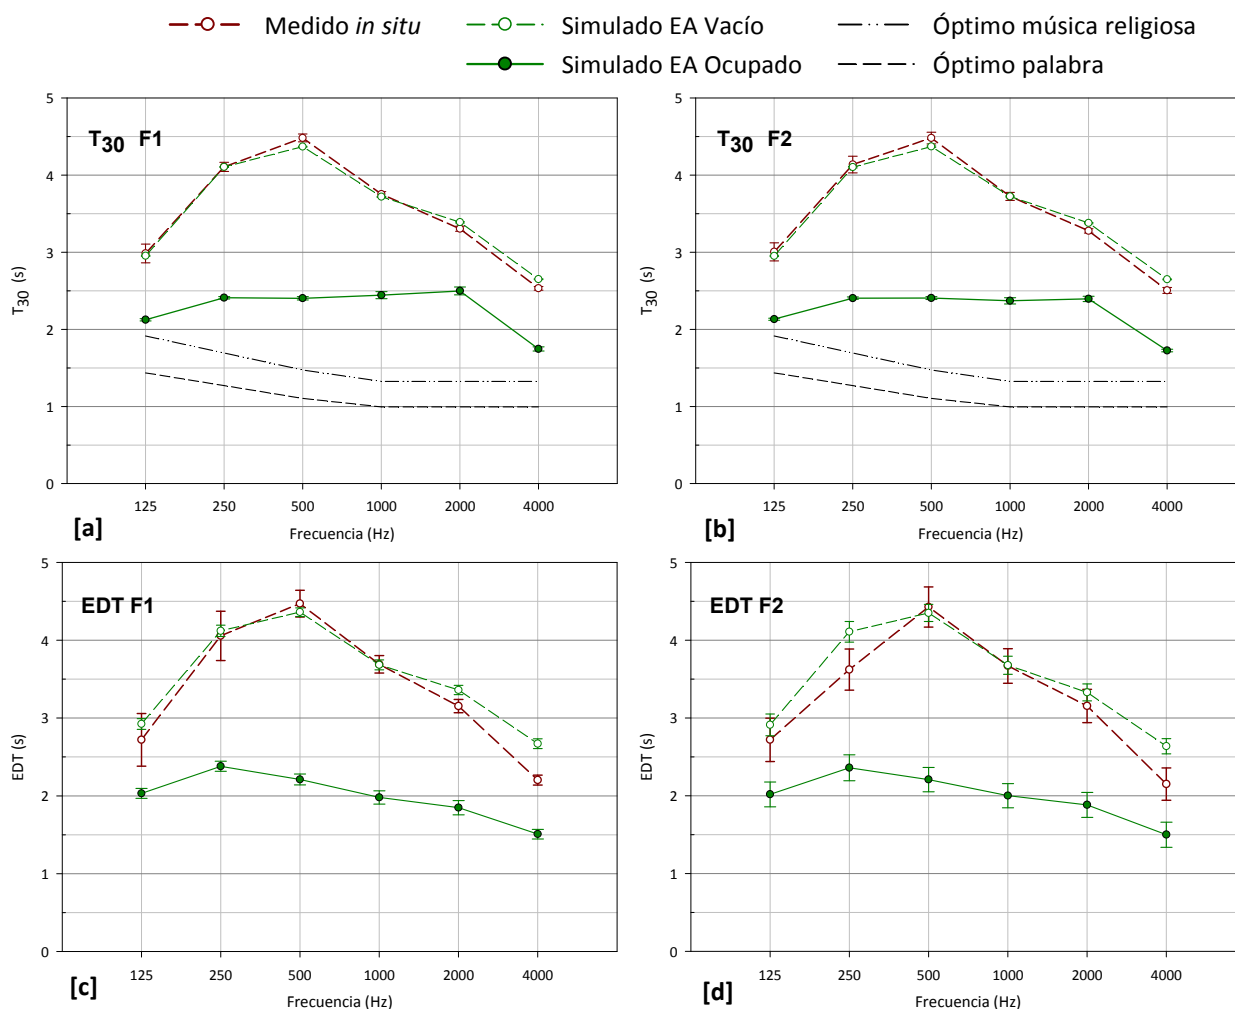 Medido in situ
Simulado EA Vacío
Óptimo música religiosa
Simulado EA Ocupado
Óptimo palabra
T30 F1
5
4
3
2
1
0
T30 (s)
125 250 500 1000 2000 4000
Frecuencia (Hz)
[a]
T30 F2
5
4
3
2
1
0
T30 (s)
125 250 500 1000 2000 4000
Frecuencia (Hz)
[b]
EDT F1
5
4
3
2
1
0
EDT (s)
125 250 500 1000 2000 4000
Frecuencia (Hz)
[c]
EDT F2
5
4
3
2
1
0
EDT (s)
125 250 500 1000 2000 4000
Frecuencia (Hz)
[d]